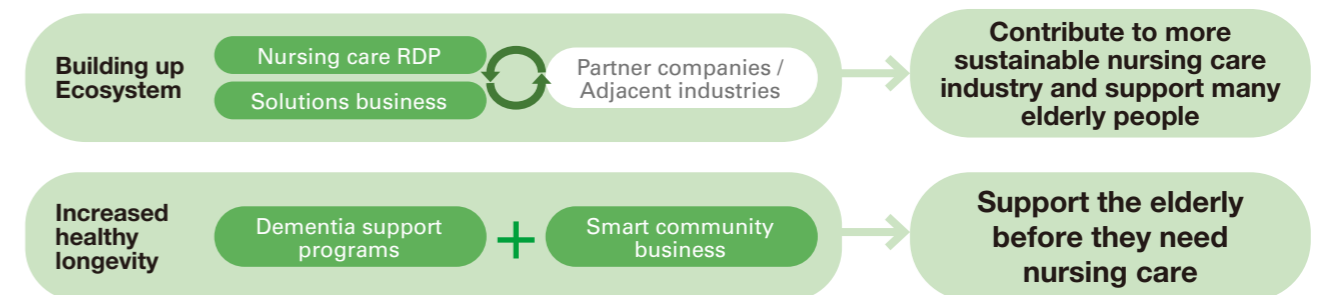 Building up
Ecosystem
Nursing care RDP
Solutions business
Partner companies /
Adjacent industries
Contribute to more
sustainable nursing care
industry and support many
elderly people
Increased
healthy
longevity
Dementia support
programs
+
Smart community
business
Support the elderly
before they need
nursing care